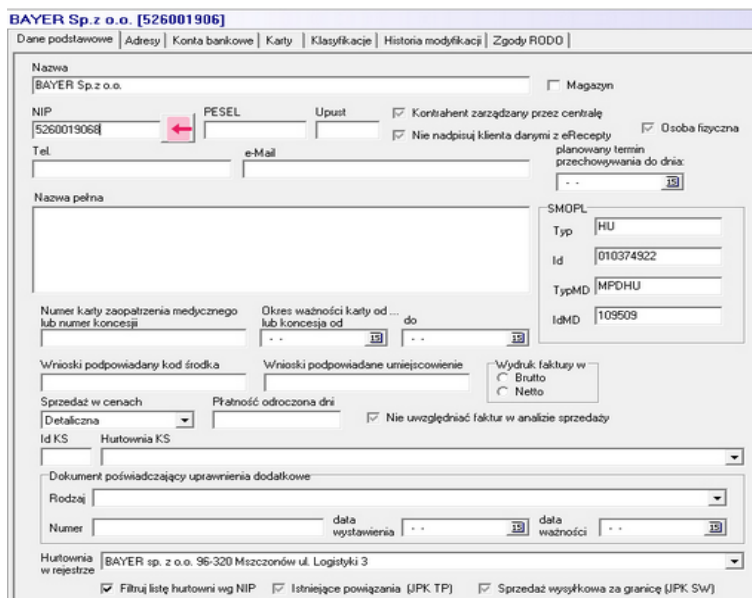 BAYER Sp.z o.o. [526001906]
Dane podstawowe Adresy Konta bankowe Karty Klasyfikacje Historia modyfikacji Zgody RODO
Nazwa
BAYER Sp.z o.o.
Magazyn
NIP PESEL Upust Kontrahent zarządzany przez centralę
5260019068 Nie nadpisuj klienta danymi z eRecepty Osoba fizyczna
Tel. e-Mail planowany termin
przechowywania do dnia:
- - 15
Nazwa pełna
SMOPL
Typ HU
Id 010374922
TypMD MPDHU
IdMD 109509
Numer karty zaopatrzenia medycznego Okres ważności karty od ... do
lub numer koncesji lub koncesja od
- - 15 - - 15
Wnioski podpowiadany kod środka Wnioski podpowiadane umiejscowienie Wydruk faktury w
Brutto
Netto
Sprzedaż w cenach Płatność odroczona dni
Detaliczna Nie uwzględniać faktur w analizie sprzedaży
Id KS Hurtownia KS
Dokument poświadczający uprawnienia dodatkowe
Rodzaj
Numer data wystawienia - - 15 data ważności - - 15
Hurtownia w rejestrze BAYER sp. z o.o. 96-320 Mszczonów ul. Logistyki 3
Filtruj listę hurtowni wg NIP Istniejące powiązania (JPK TP) Sprzedaż wysyłkowa za granicę (JPK SW)